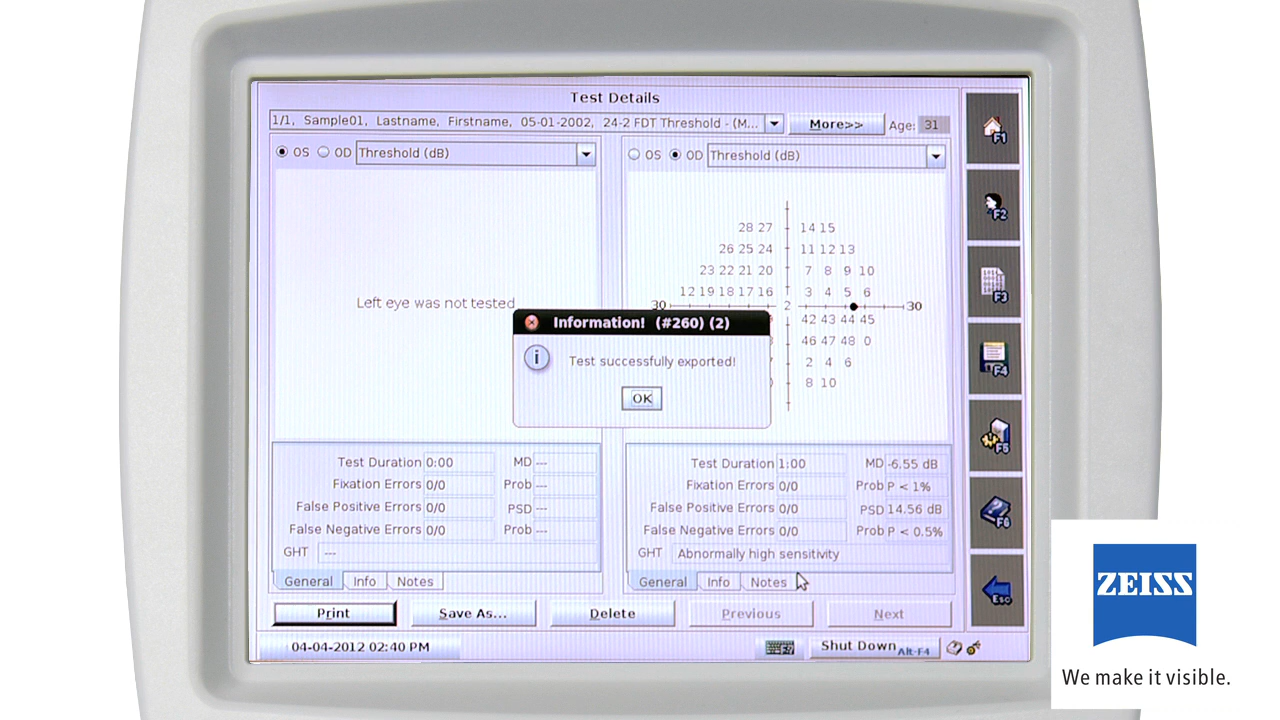 Test Details
1/1, Sample01, Lastname, Firstname, 05-01-2002, 24-2 FDT Threshold - (M...
More>>
Age: 31
F1
OS OD Threshold (dB)
OS OD Threshold (dB)
F2
28 27 14 15
26 25 24 11 12 13
23 22 21 20 7 8 9 10
F3
12 19 18 17 16 3 4 5 6
Left eye was not tested
30 2 30
42 43 44 45
46 47 48 0
2 4 6
8 10
Information! (#260) (2)
i
Test successfully exported!
OK
F4
F5
Test Duration 0:00 MD ---
Fixation Errors 0/0 Prob ---
False Positive Errors 0/0 PSD ---
False Negative Errors 0/0 Prob ---
GHT ---
General Info Notes
Test Duration 1:00 MD -6.55 dB
Fixation Errors 0/0 Prob P < 1%
False Positive Errors 0/0 PSD 14.56 dB
False Negative Errors 0/0 Prob P < 0.5%
GHT Abnormally high sensitivity
General Info Notes
F6
Esc
Print Save As... Delete Previous Next
04-04-2012 02:40 PM
Shut Down Alt-F4
ZEISS
We make it visible.